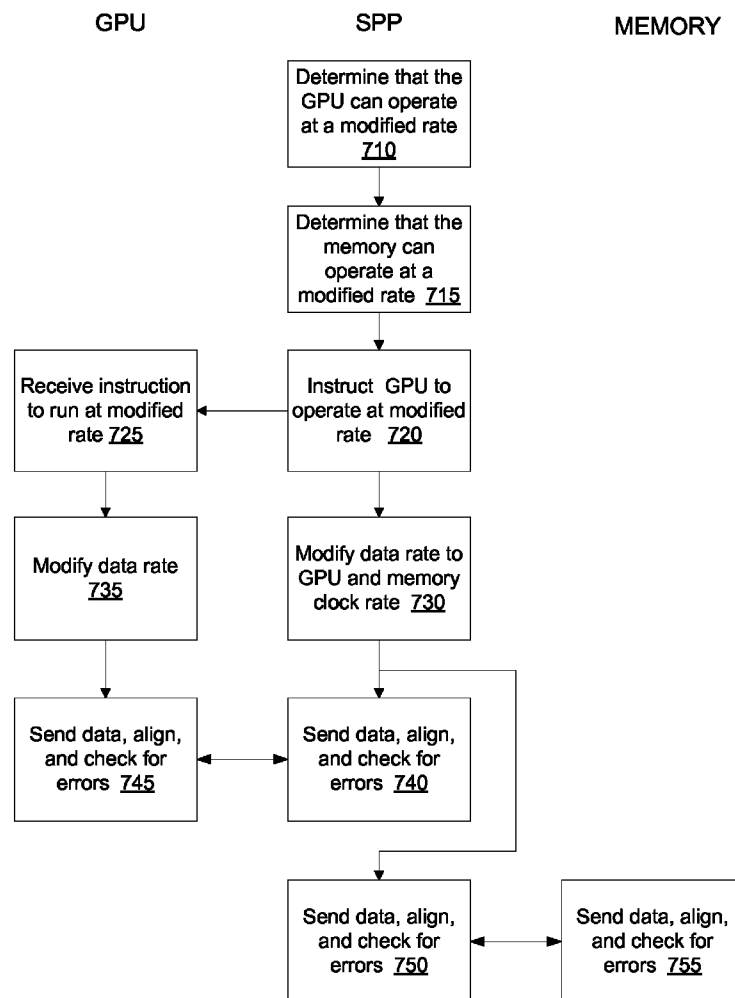 GPU
SPP
MEMORY
Determine that the
GPU can operate
at a modified rate
710
Determine that the
memory can
operate at a
modified rate 715
Receive instruction
to run at modified
rate 725
Instruct GPU to
operate at modified
rate 720
Modify data rate
735
Modify data rate to
GPU and memory
clock rate 730
Send data, align,
and check for
errors 745
Send data, align,
and check for
errors 740
Send data, align,
and check for
errors 750
Send data, align,
and check for
errors 755